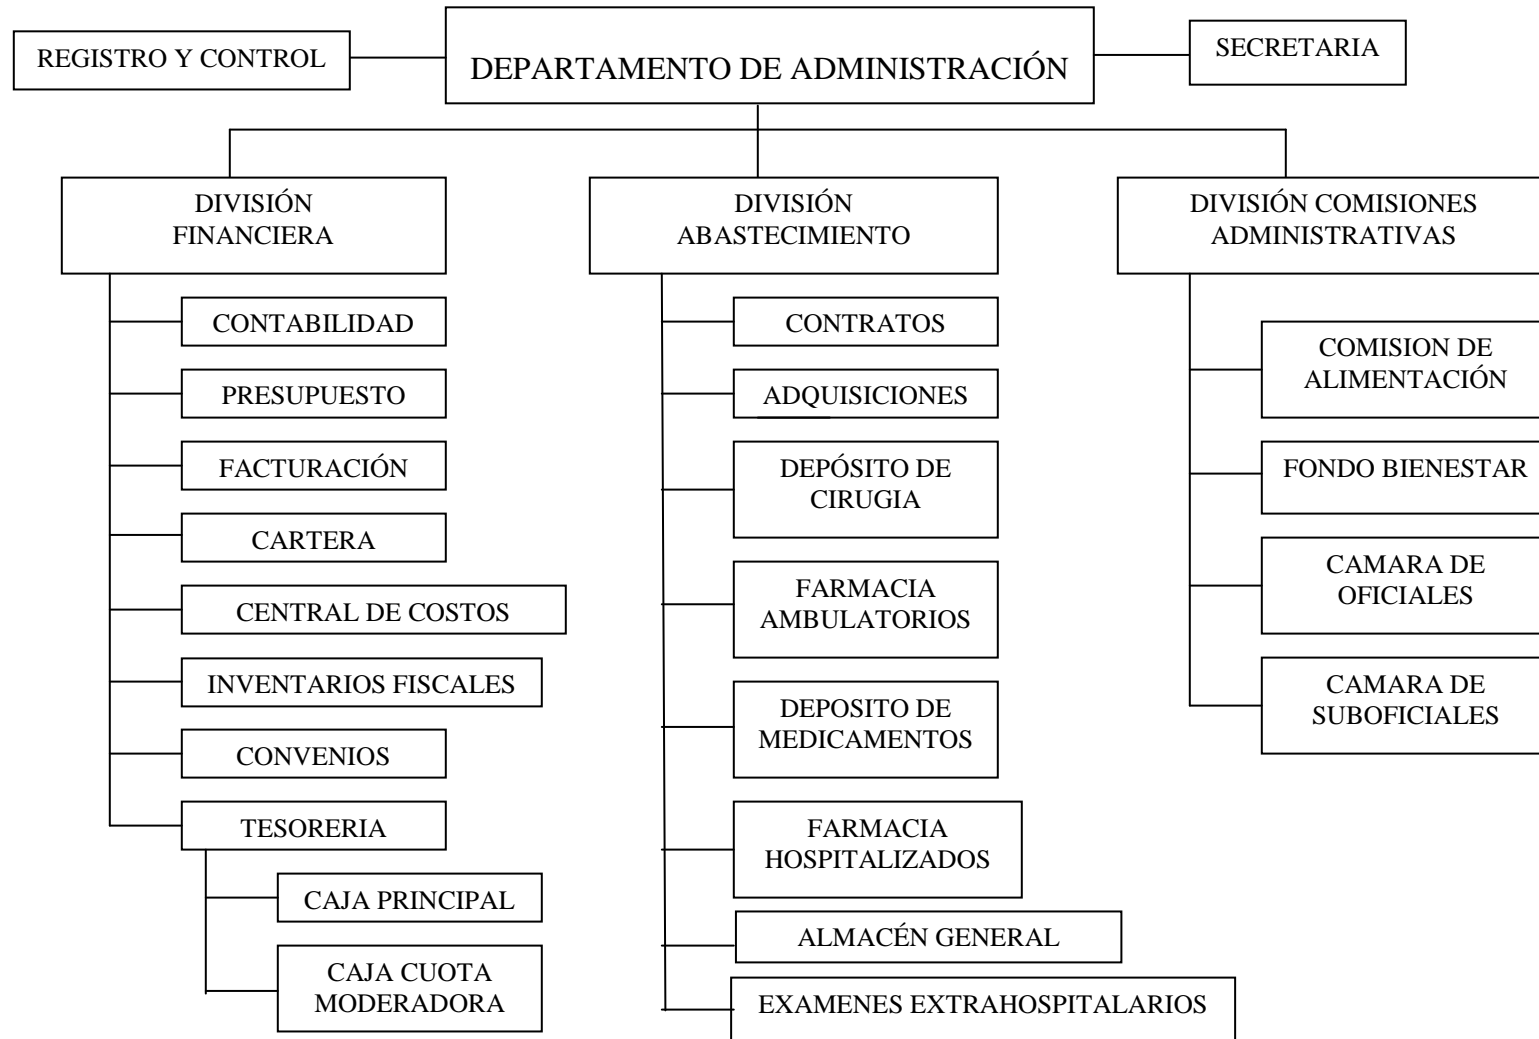 REGISTRO Y CONTROL
DEPARTAMENTO DE ADMINISTRACIÓN
SECRETARIA
DIVISIÓN
FINANCIERA
CONTABILIDAD
PRESUPUESTO
FACTURACIÓN
CARTERA
CENTRAL DE COSTOS
INVENTARIOS FISCALES
CONVENIOS
TESORERIA
CAJA PRINCIPAL
CAJA CUOTA
MODERADORA
DIVISIÓN
ABASTECIMIENTO
CONTRATOS
ADQUISICIONES
DEPÓSITO DE
CIRUGIA
FARMACIA
AMBULATORIOS
DEPOSITO DE
MEDICAMENTOS
FARMACIA
HOSPITALIZADOS
ALMACÉN GENERAL
EXAMENES EXTRAHOSPITALARIOS
DIVISIÓN COMISIONES
ADMINISTRATIVAS
COMISION DE
ALIMENTACIÓN
FONDO BIENESTAR
CAMARA DE
OFICIALES
CAMARA DE
SUBOFICIALES